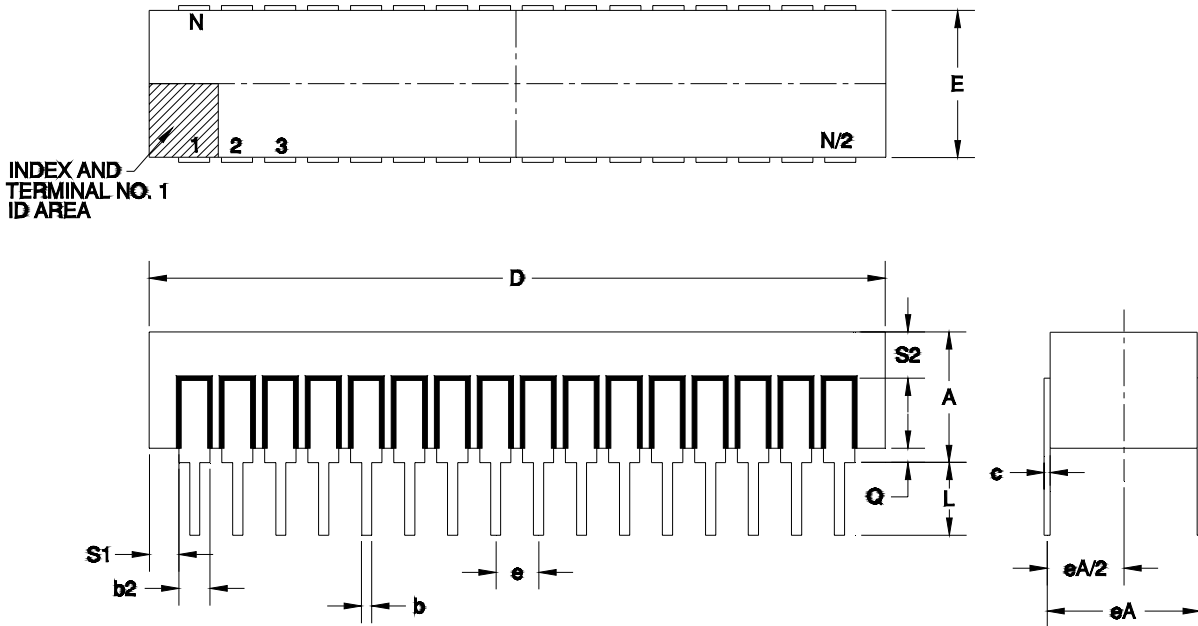 N
E
1
2
3
N/2
INDEX AND
TERMINAL NO. 1
ID AREA
D
S2
A
Q
L
c
S1
b2
b
e
eA/2
eA